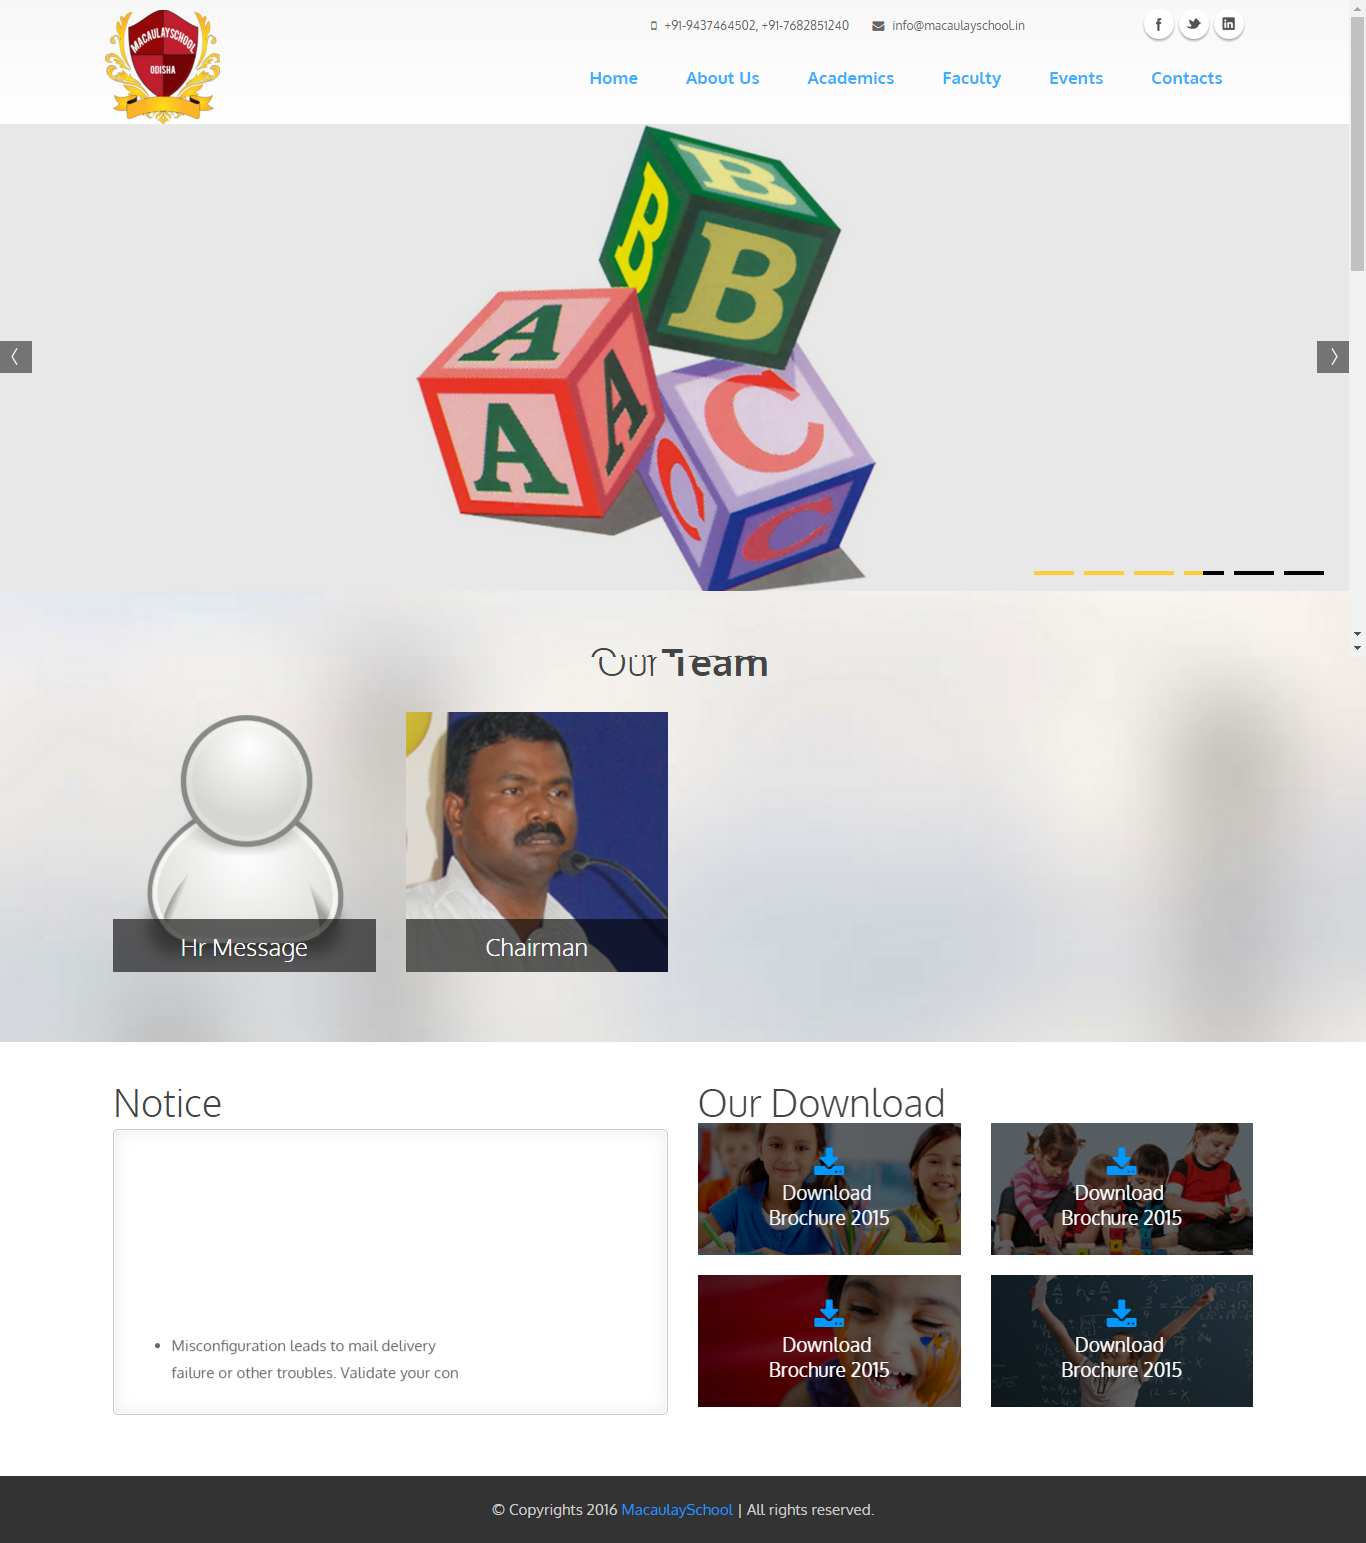 MACAULAYSCHOOL
ODISHA
+91-9437464502, +91-7682851240 info@macaulayschool.in
Home About Us Academics Faculty Events Contacts
B
B B
A
A A
C
C C
Our Team
Hr Message
Chairman
Notice
Misconfiguration leads to mail delivery
failure or other troubles. Validate your con
Our Download
Download
Brochure 2015
Download
Brochure 2015
Download
Brochure 2015
Download
Brochure 2015
© Copyrights 2016 MacaulaySchool | All rights reserved.